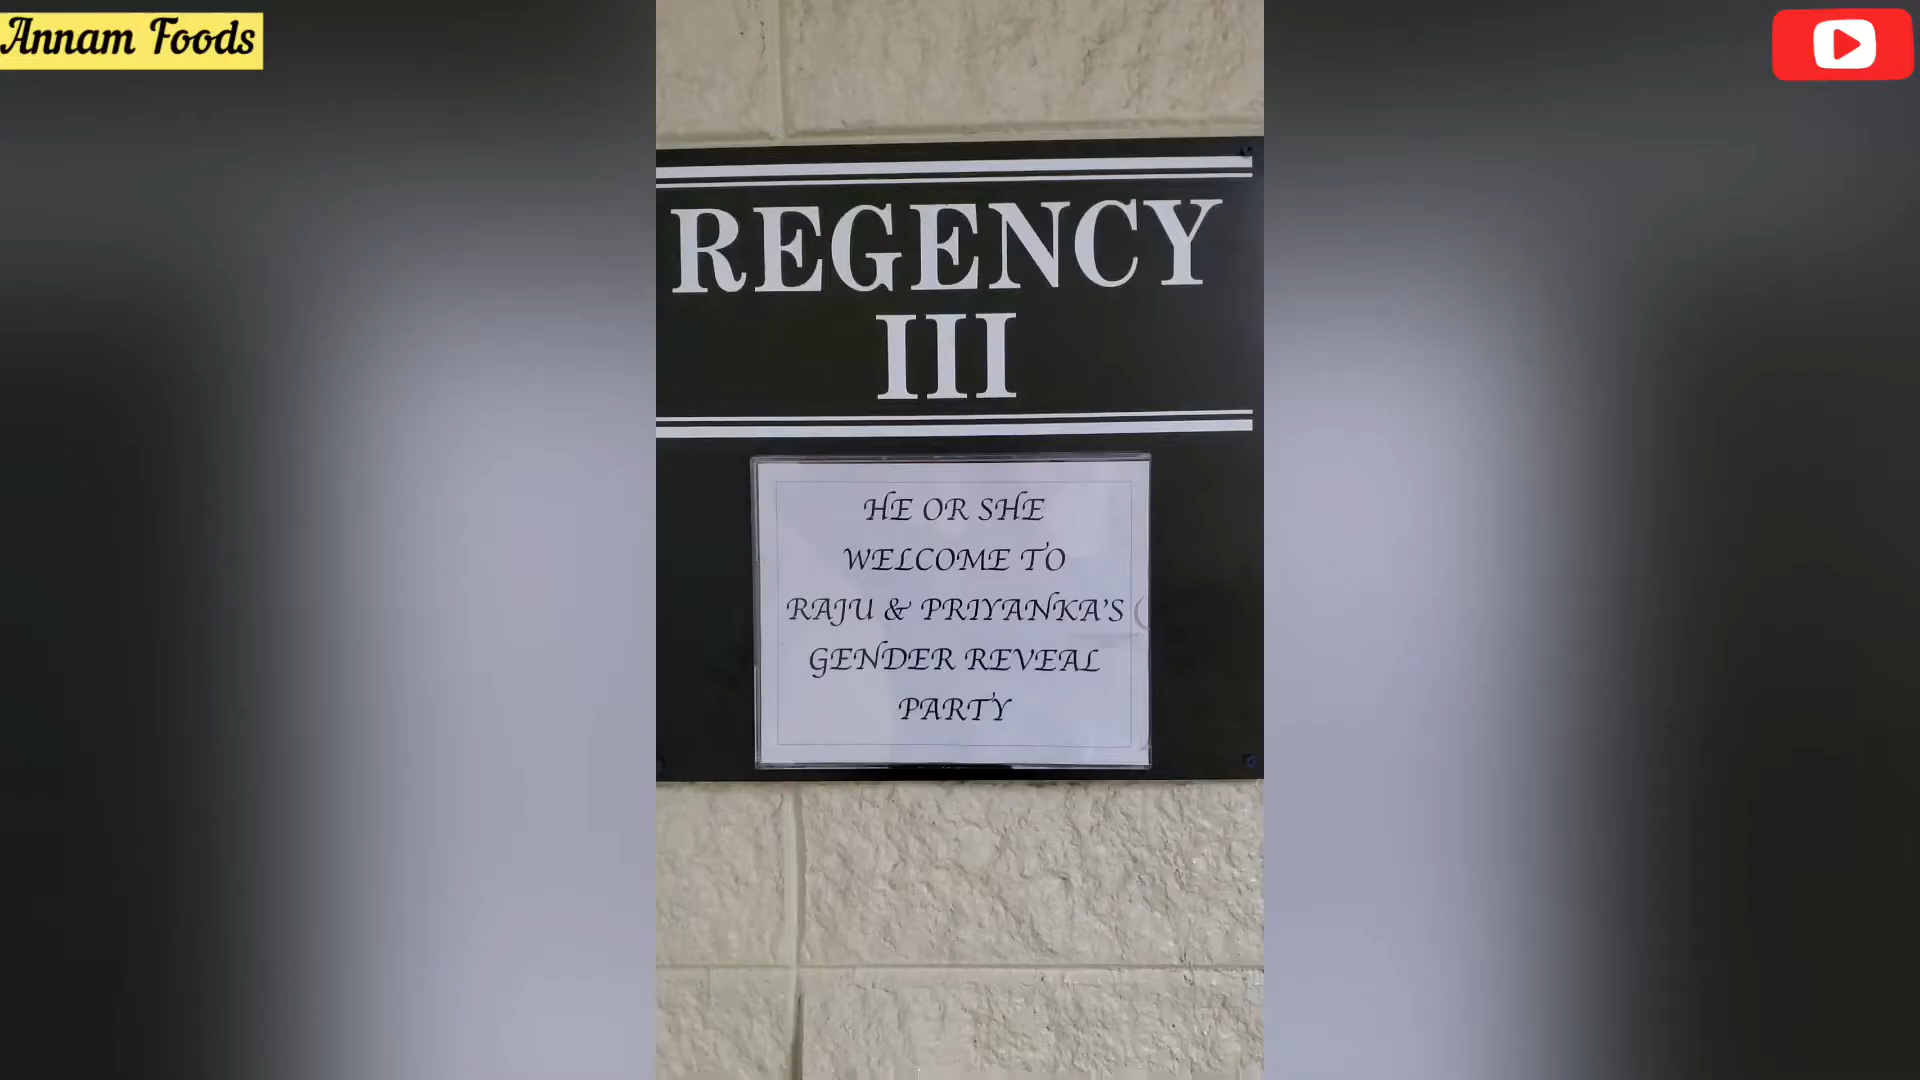 Annam Foods
REGENCY
III
HE OR SHE
WELCOME TO
RAJU & PRIYANKA'S
GENDER REVEAL
PARTY